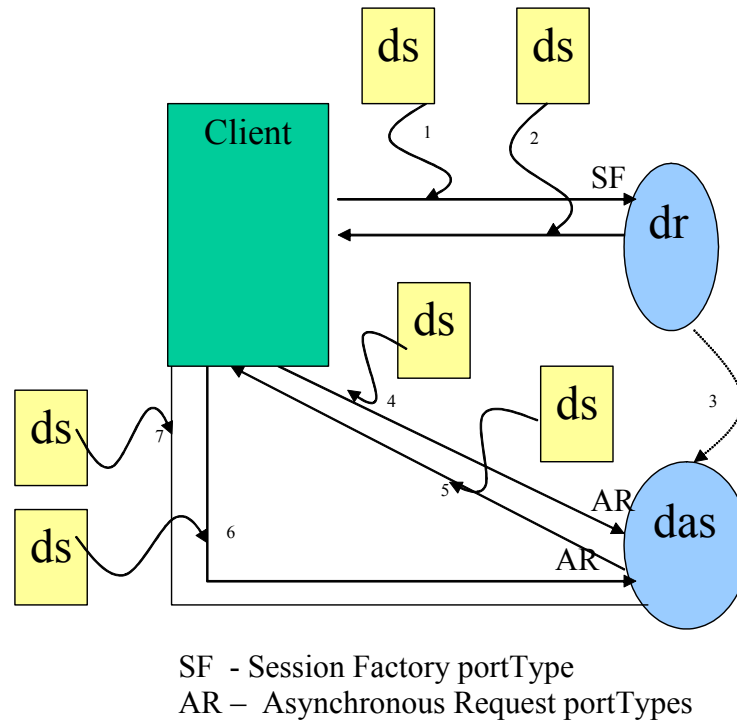 ds
ds
Client
1
2
SF
dr
ds
4
3
ds
ds
7
5
AR
das
ds
6
AR
SF - Session Factory portType
AR – Asynchronous Request portTypes